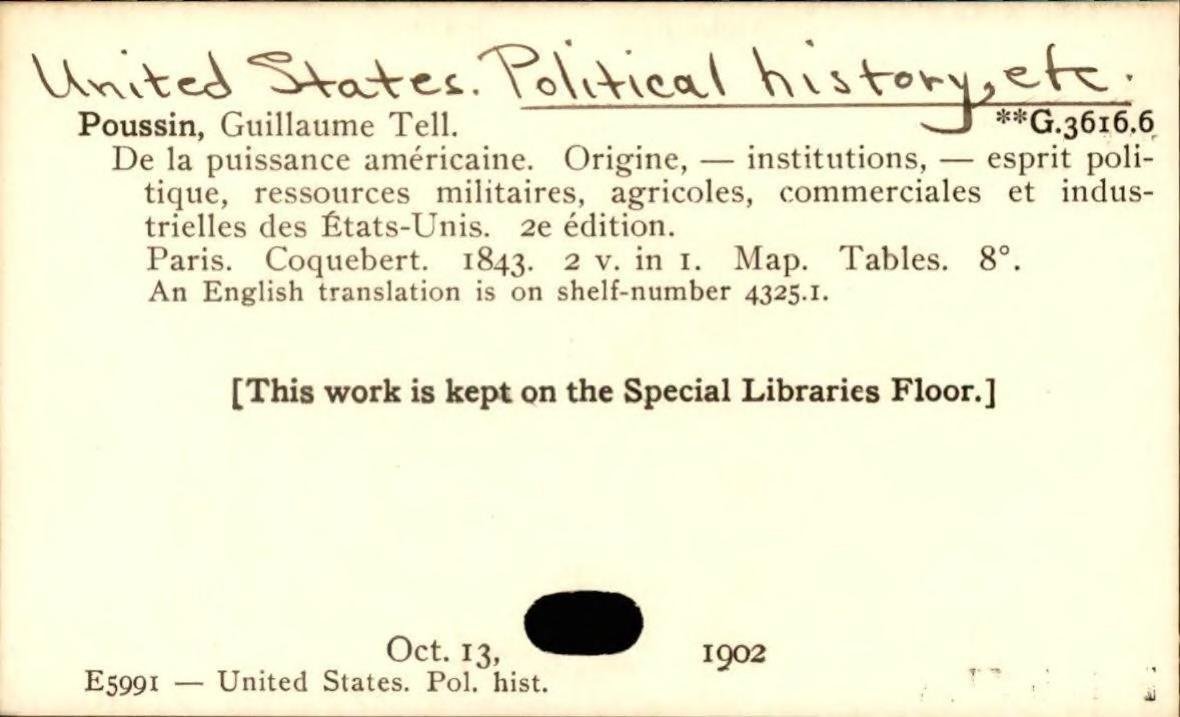 United States. Political history, etc.
Poussin, Guillaume Tell. **G.3616.6
De la puissance américaine. Origine, — institutions, — esprit poli-
tique, ressources militaires, agricoles, commerciales et indus-
trielles des États-Unis. 2e édition.
Paris. Coquebert. 1843. 2 v. in 1. Map. Tables. 8°.
An English translation is on shelf-number 4325.1.
[This work is kept on the Special Libraries Floor.]
Oct. 13, 1902
E5991 — United States. Pol. hist.